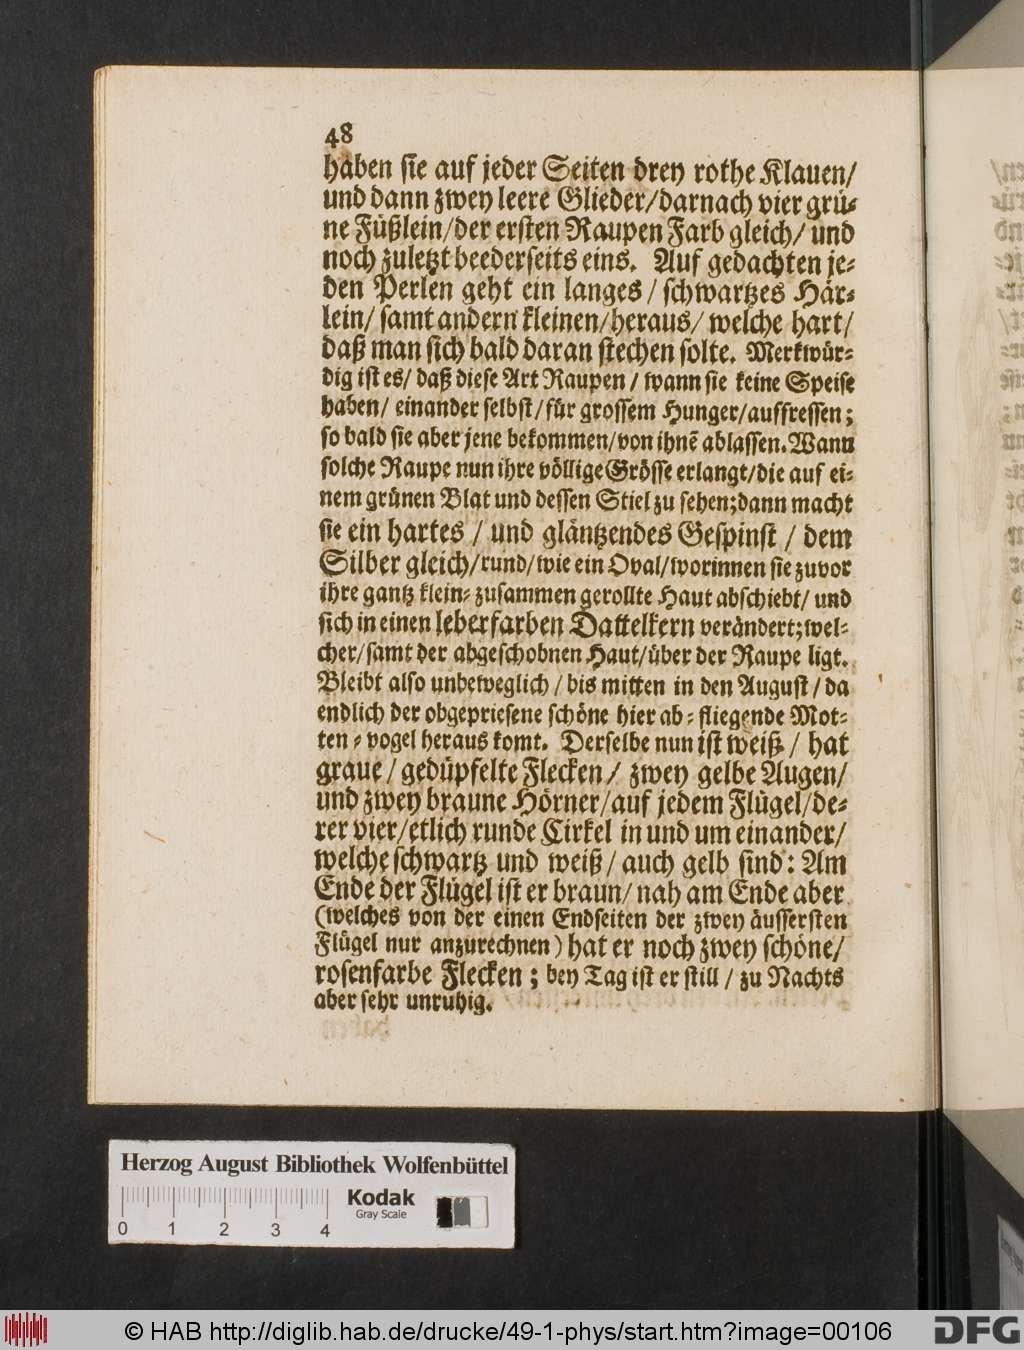 48
haben sie auf jeder Seiten drey rothe Klauen/
und dann zwey leere Glieder/darnach vier grü-
ne Füßlein/der ersten Raupen Farb gleich/ und
noch zuletzt beederseits eins. Auf gedachten je-
den Perlen geht ein langes / schwartzes Här-
lein/ samt andern kleinen/heraus/ welche hart/
daß man sich bald daran stechen solte. Merkwür-
dig ist es/ daß diese Art Raupen / wann sie keine Speise
haben/ einander selbst/für grossem Hunger/auffressen;
so bald sie aber jene bekommen/von ihnē ablassen. Wann
solche Raupe nun ihre völlige Grösse erlangt/die auf ei-
nem grünen Blat und dessen Stiel zu sehen;dann macht
sie ein hartes / und gläntzendes Gespinst / dem
Silber gleich/rund/wie ein Oval/worinnen sie zuvor
ihre gantz klein-zusammen gerollte Haut abschiebt/ und
sich in einen leberfarben Dattelkern verändert;wel-
cher/samt der abgeschobnen Haut/über der Raupe ligt.
Bleibt also unbeweglich / bis mitten in den August / da
endlich der obgepriesene schöne hier ab-fliegende Mot-
ten-vogel heraus komt. Derselbe nun ist weiß / hat
graue / gedüpfelte Flecken / zwey gelbe Augen/
und zwey braune Hörner/auf jedem Flügel/de-
rer vier/etlich runde Cirkel in und um einander/
welche schwartz und weiß / auch gelb sind: Am
Ende der Flügel ist er braun/ nah am Ende aber
(welches von der einen Endseiten der zwey äussersten
Flügel nur anzurechnen) hat er noch zwey schöne/
rosenfarbe Flecken ; bey Tag ist er still / zu Nachts
aber sehr unruhig.
Herzog August Bibliothek Wolfenbüttel
Kodak
Gray Scale
0 1 2 3 4
© HAB http://diglib.hab.de/drucke/49-1-phys/start.htm?image=00106
DFG